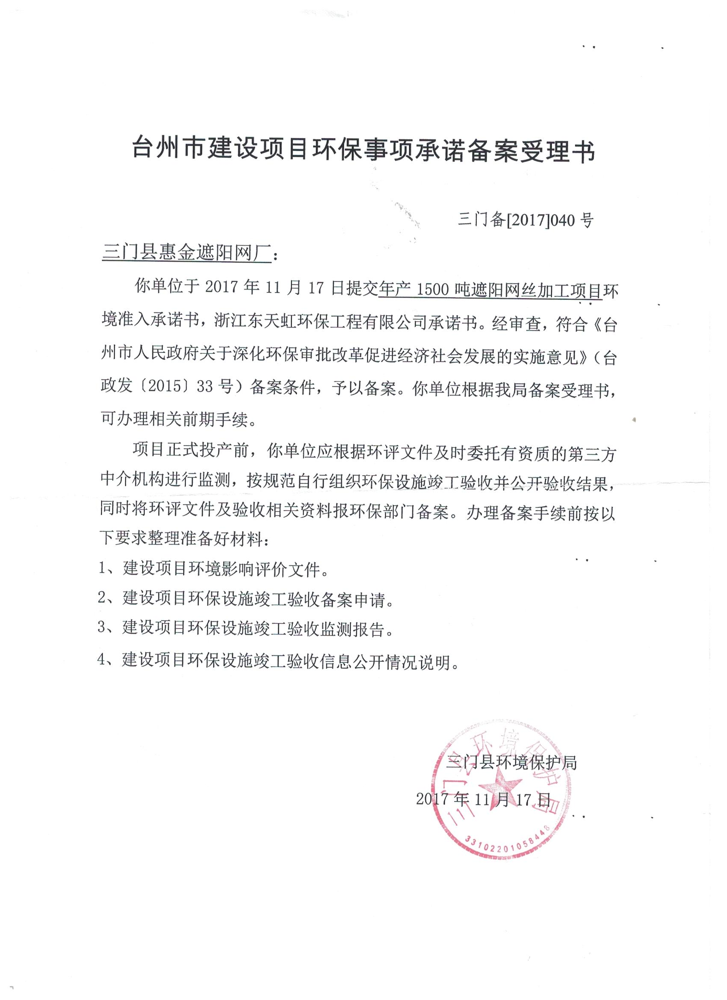 台州市建设项目环保事项承诺备案受理书
三门备[2017]040 号
三门县惠金遮阳网厂：
你单位于 2017 年 11 月 17 日提交年产 1500 吨遮阳网丝加工项目环
境准入承诺书，浙江东天虹环保工程有限公司承诺书。经审查，符合《台
州市人民政府关于深化环保审批改革促进经济社会发展的实施意见》（台
政发〔2015〕33 号）备案条件，予以备案。你单位根据我局备案受理书，
可办理相关前期手续。
项目正式投产前，你单位应根据环评文件及时委托有资质的第三方
中介机构进行监测，按规范自行组织环保设施竣工验收并公开验收结果，
同时将环评文件及验收相关资料报环保部门备案。办理备案手续前按以
下要求整理准备好材料：
1、建设项目环境影响评价文件。
2、建设项目环保设施竣工验收备案申请。
3、建设项目环保设施竣工验收监测报告。
4、建设项目环保设施竣工验收信息公开情况说明。
三门县环境保护局
2017 年 11 月 17 日
三门县环境保护局
33102201058448